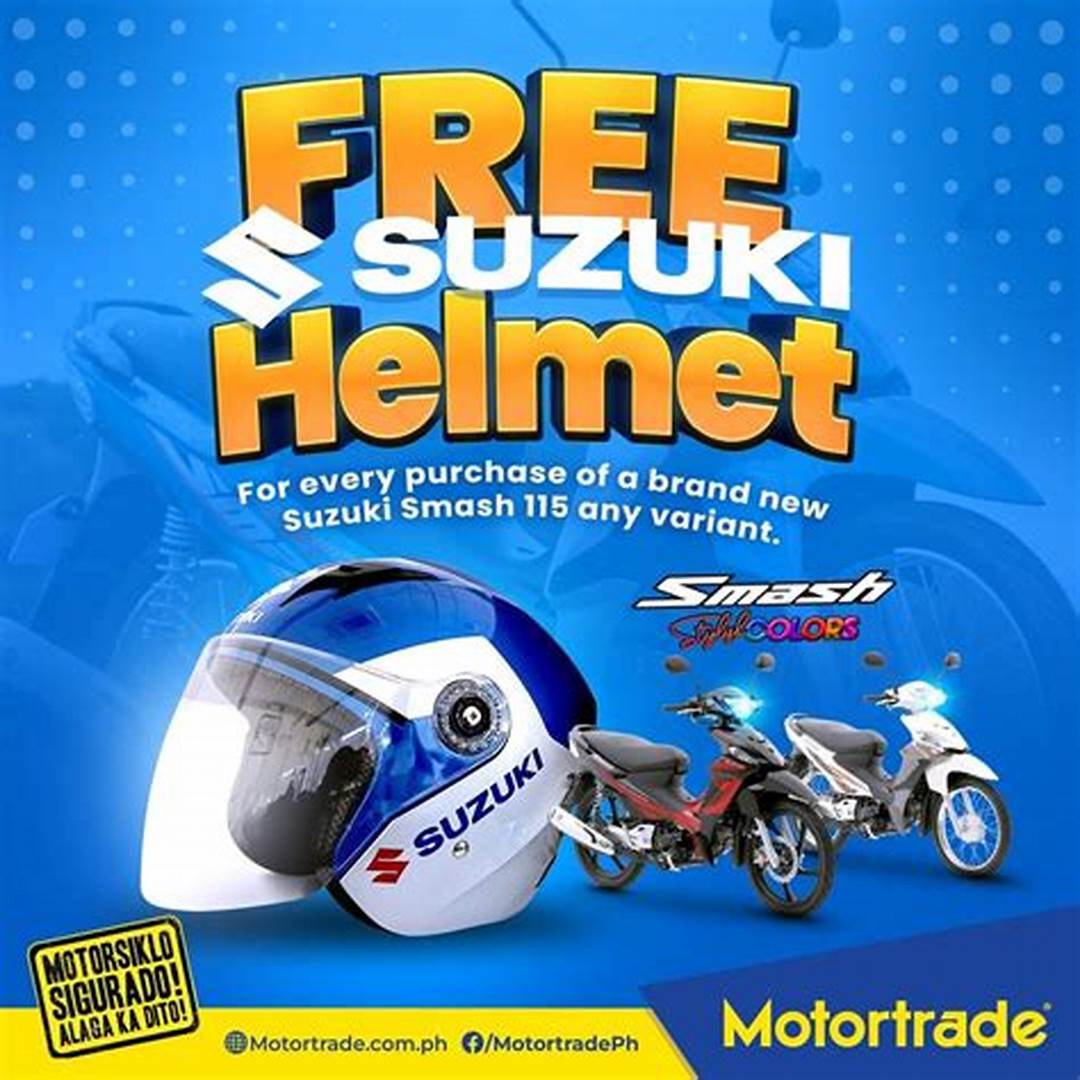 FREE
SUZUKI
Helmet
For every purchase of a brand new
Suzuki Smash 115 any variant.
Smash
Stylish COLORS
SUZUKI
MOTORSIKLO
SIGURADO!
ALAGA KA DITO!
Motortrade.com.ph /MotortradePh
Motortrade